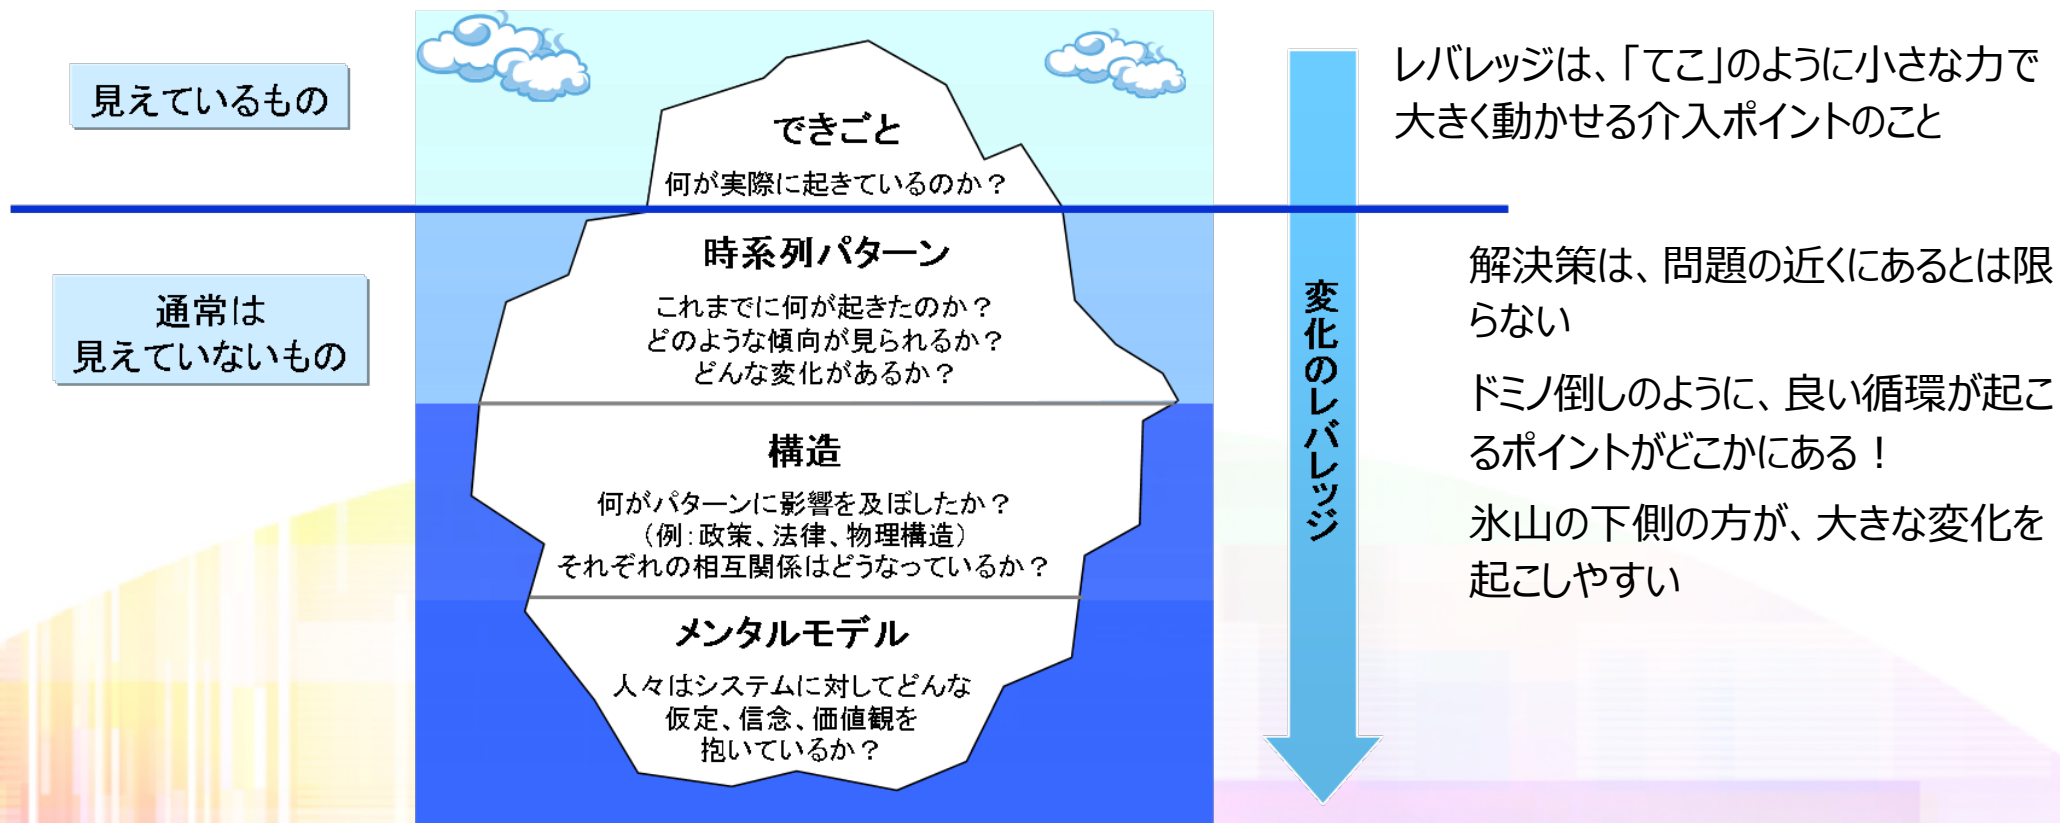 見えているもの
できごと
何が実際に起きているのか？
通常は
見えていないもの
時系列パターン
これまでに何が起きたのか？
どのような傾向が見られるか？
どんな変化があるか？
構造
何がパターンに影響を及ぼしたか？
（例：政策、法律、物理構造）
それぞれの相互関係はどうなっているか？
メンタルモデル
人々はシステムに対してどんな
仮定、信念、価値観を
抱いているか？
変化のレバレッジ
レバレッジは、「てこ」のように小さな力で
大きく動かせる介入ポイントのこと
解決策は、問題の近くにあるとは限
らない
ドミノ倒しのように、良い循環が起こ
るポイントがどこかにある！
氷山の下側の方が、大きな変化を
起こしやすい